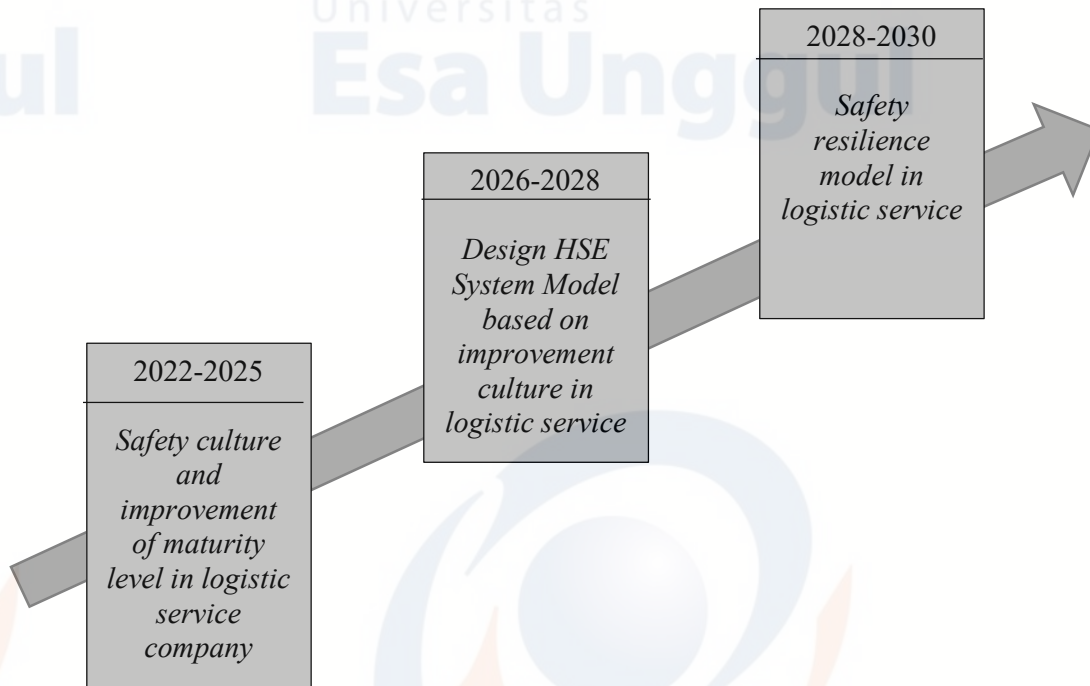 Universitas
Esa Unggul
ul
2028-2030
Safety
resilience
model in
logistic service
2026-2028
Design HSE
System Model
based on
improvement
culture in
logistic service
2022-2025
Safety culture
and
improvement
of maturity
level in logistic
service
company